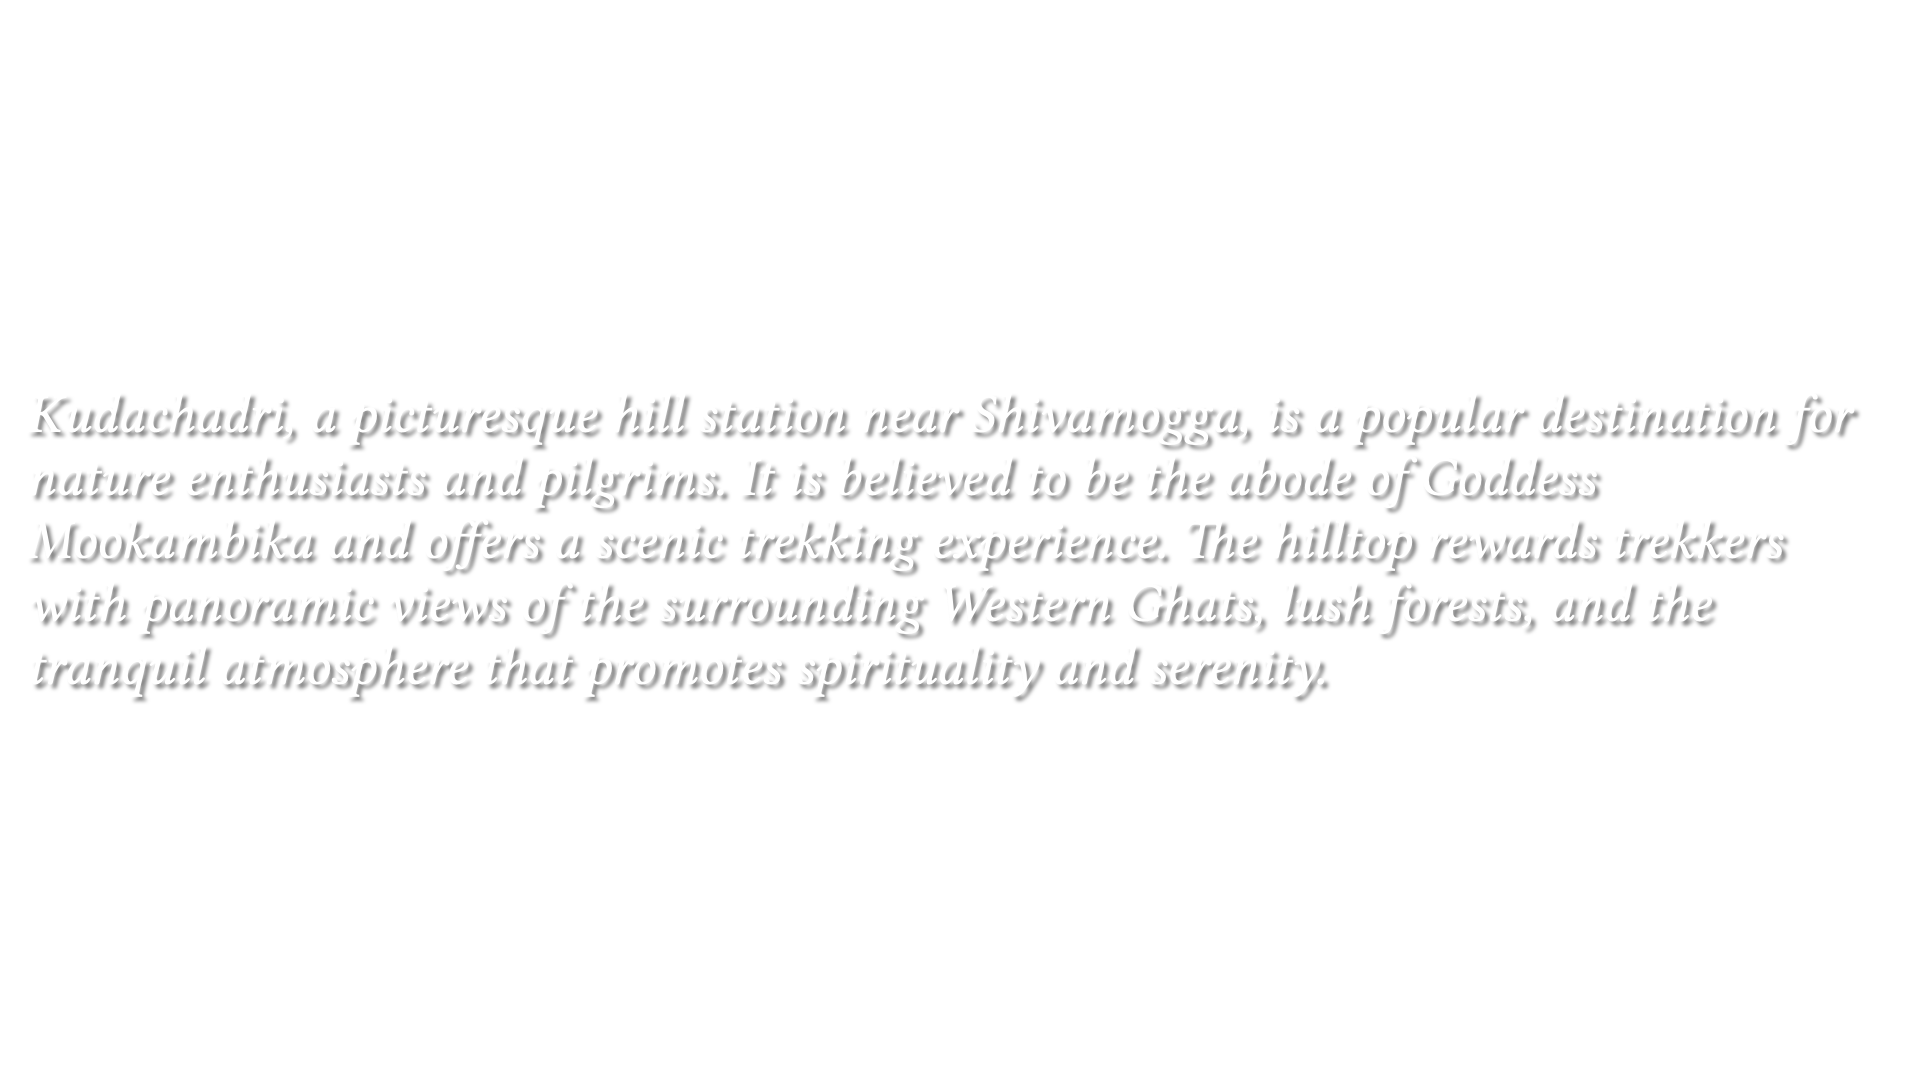 Kudachadri, a picturesque hill station near Shivamogga, is a popular destination for
nature enthusiasts and pilgrims. It is believed to be the abode of Goddess
Mookambika and offers a scenic trekking experience. The hilltop rewards trekkers
with panoramic views of the surrounding Western Ghats, lush forests, and the
tranquil atmosphere that promotes spirituality and serenity.